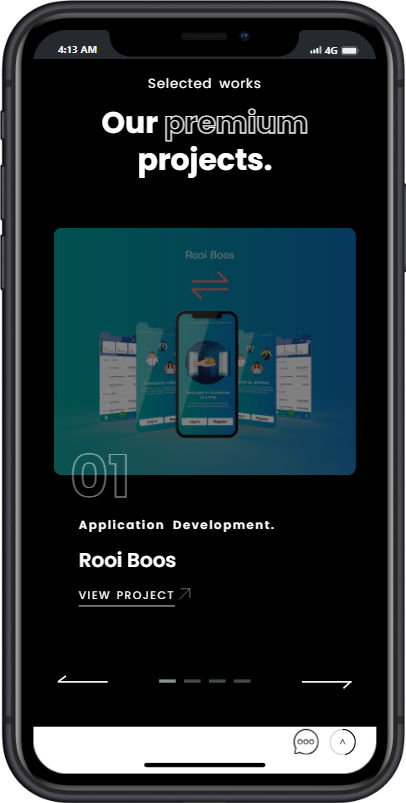 4:13 AM
4G
Selected works
Our premium
projects.
Rooi Boos
Log in
Register
01
Application Development.
Rooi Boos
VIEW PROJECT